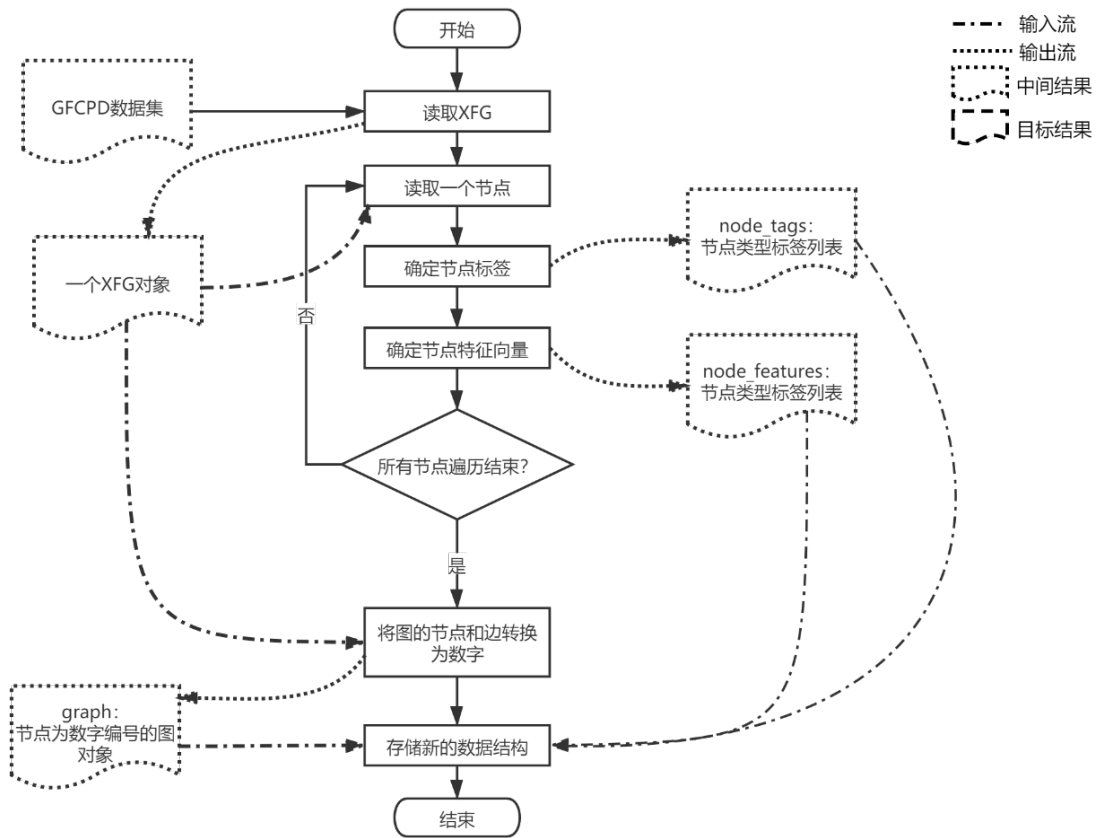 开始
输入流
输出流
中间结果
目标结果
GFCPD数据集
读取XFG
读取一个节点
node_tags：
节点类型标签列表
确定节点标签
一个XFG对象
否
确定节点特征向量
node_features：
节点类型标签列表
所有节点遍历结束？
是
将图的节点和边转换
为数字
graph：
节点为数字编号的图
对象
存储新的数据结构
结束